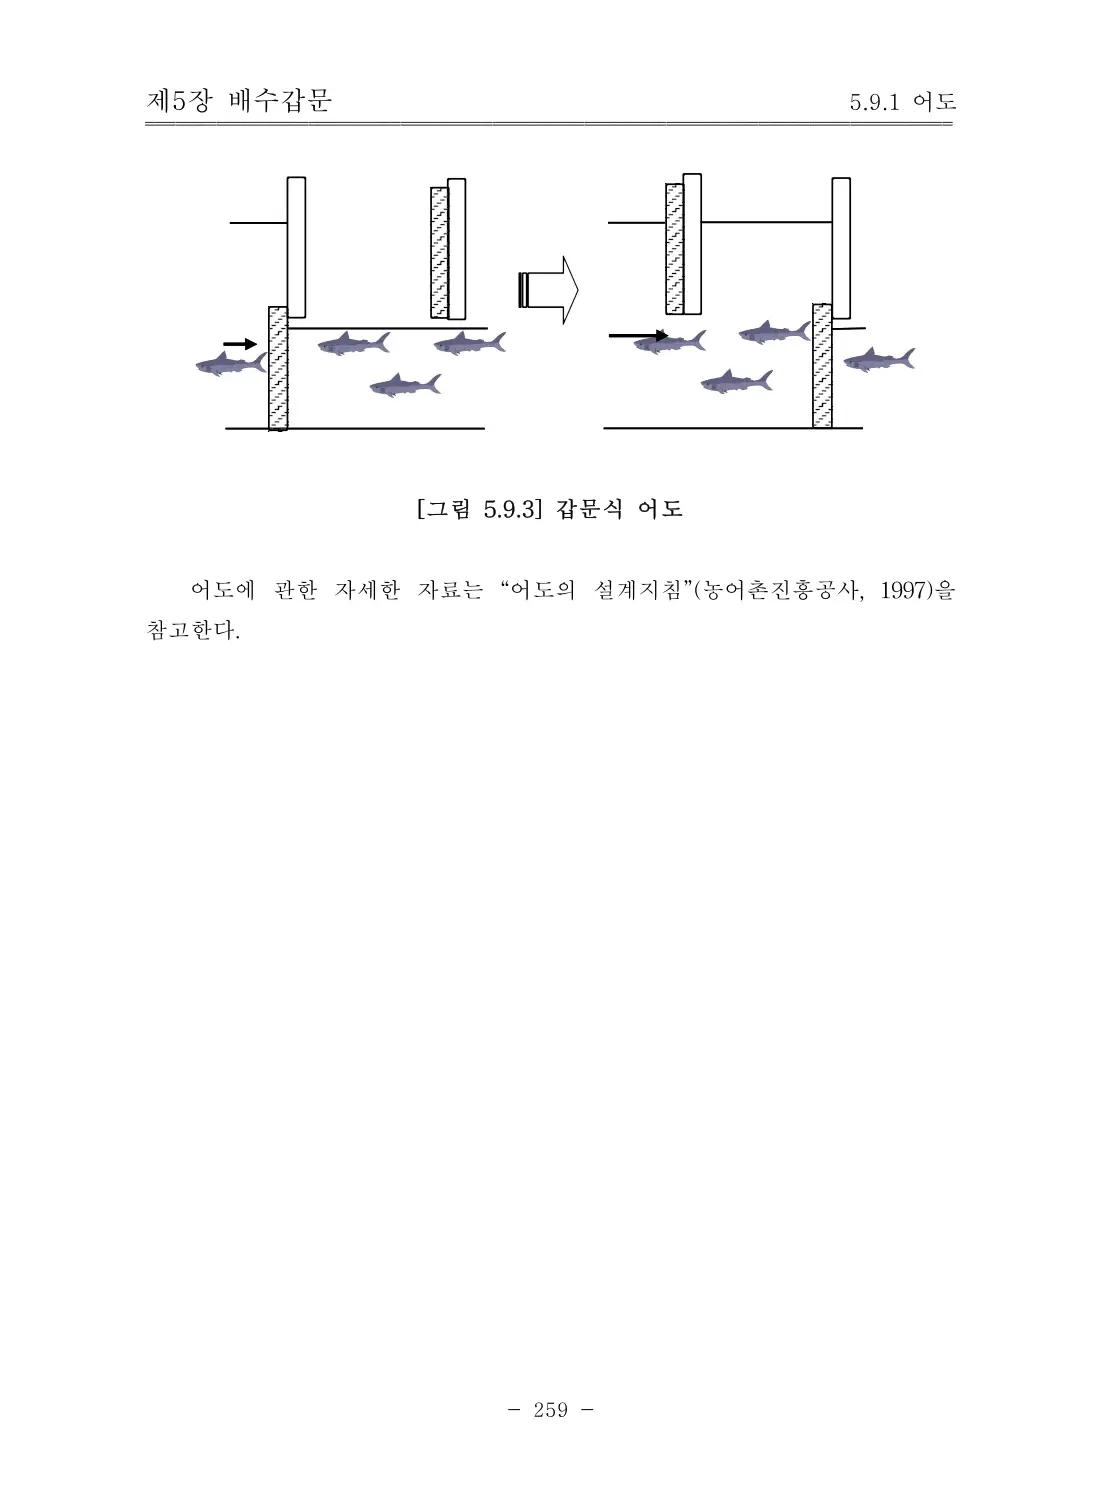 제5장 배수갑문
5.9.1 어도
[그림 5.9.3] 갑문식 어도
어도에 관한 자세한 자료는 “어도의 설계지침”(농어촌진흥공사, 1997)을
참고한다.
- 259 -